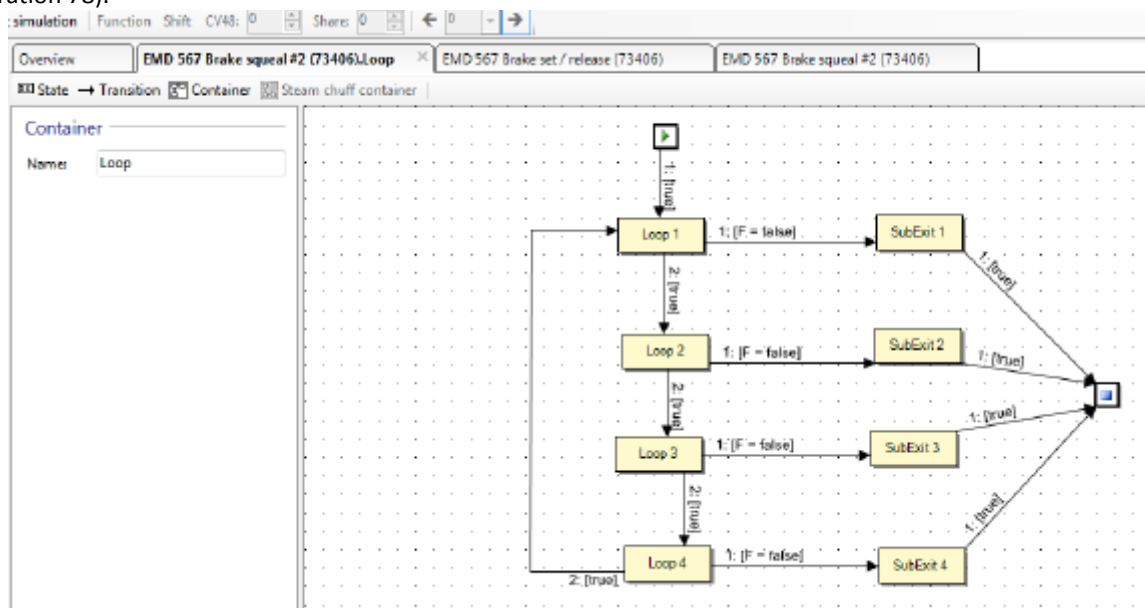 simulation Function Shift CV48: 0 Share: 0 0
Overview EMD 567 Brake squeal #2 (73406).Loop EMD 567 Brake set / release (73406) EMD 567 Brake squeal #2 (73406)
State Transition Container Steam chuff container
Container
Name: Loop
1: [true]
Loop 1 1: [F = false] SubExit 1
1: [true]
2: [true]
Loop 2 1: [F = false] SubExit 2
1: [true]
2: [true]
1: [true]
Loop 3 1: [F = false] SubExit 3
2: [true]
1: [true]
Loop 4 1: [F = false] SubExit 4
2: [true]